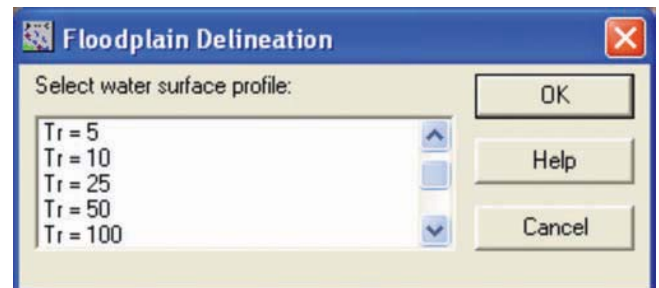 Floodplain Delineation
Select water surface profile:
OK
Tr = 5
Tr = 10
Tr = 25
Tr = 50
Tr = 100
Help
Cancel